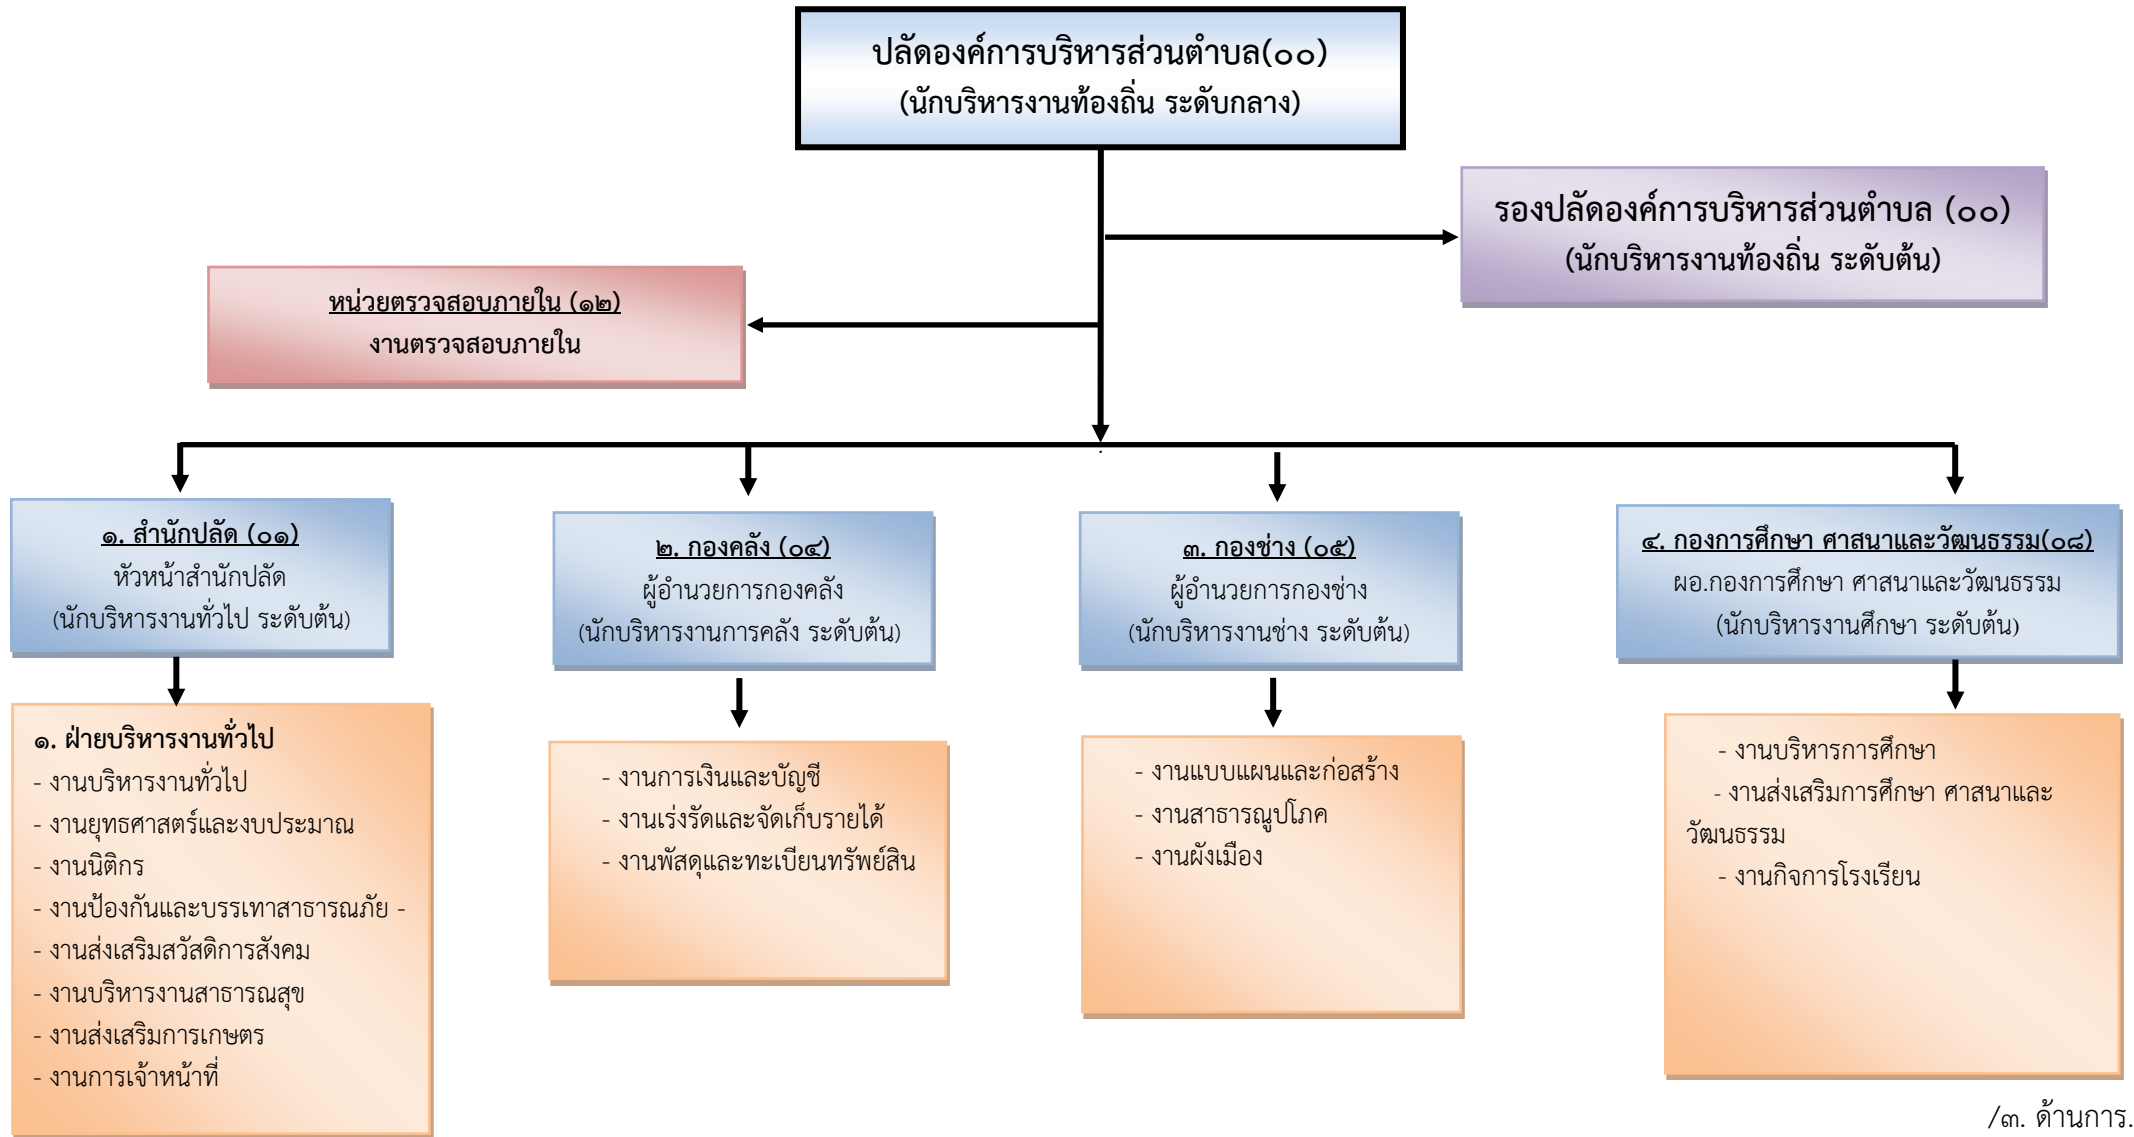 ปลัดองค์การบริหารส่วนตำบล(๐๐)
(นักบริหารงานท้องถิ่น ระดับกลาง)
รองปลัดองค์การบริหารส่วนตำบล (๐๐)
(นักบริหารงานท้องถิ่น ระดับต้น)
หน่วยตรวจสอบภายใน (๑๒)
งานตรวจสอบภายใน
๑. สำนักปลัด (๐๑)
หัวหน้าสำนักปลัด
(นักบริหารงานทั่วไป ระดับต้น)
๒. กองคลัง (๐๔)
ผู้อำนวยการกองคลัง
(นักบริหารงานการคลัง ระดับต้น)
๓. กองช่าง (๐๕)
ผู้อำนวยการกองช่าง
(นักบริหารงานช่าง ระดับต้น)
๔. กองการศึกษา ศาสนาและวัฒนธรรม(๐๘)
ผอ.กองการศึกษา ศาสนาและวัฒนธรรม
(นักบริหารงานศึกษา ระดับต้น)
๑. ฝ่ายบริหารงานทั่วไป
- งานบริหารงานทั่วไป
- งานยุทธศาสตร์และงบประมาณ
- งานนิติกร
- งานป้องกันและบรรเทาสาธารณภัย -
- งานส่งเสริมสวัสดิการสังคม
- งานบริหารงานสาธารณสุข
- งานส่งเสริมการเกษตร
- งานการเจ้าหน้าที่
- งานการเงินและบัญชี
- งานเร่งรัดและจัดเก็บรายได้
- งานพัสดุและทะเบียนทรัพย์สิน
- งานแบบแผนและก่อสร้าง
- งานสาธารณูปโภค
- งานผังเมือง
- งานบริหารการศึกษา
- งานส่งเสริมการศึกษา ศาสนาและ
วัฒนธรรม
- งานกิจการโรงเรียน
/๓. ด้านการ.